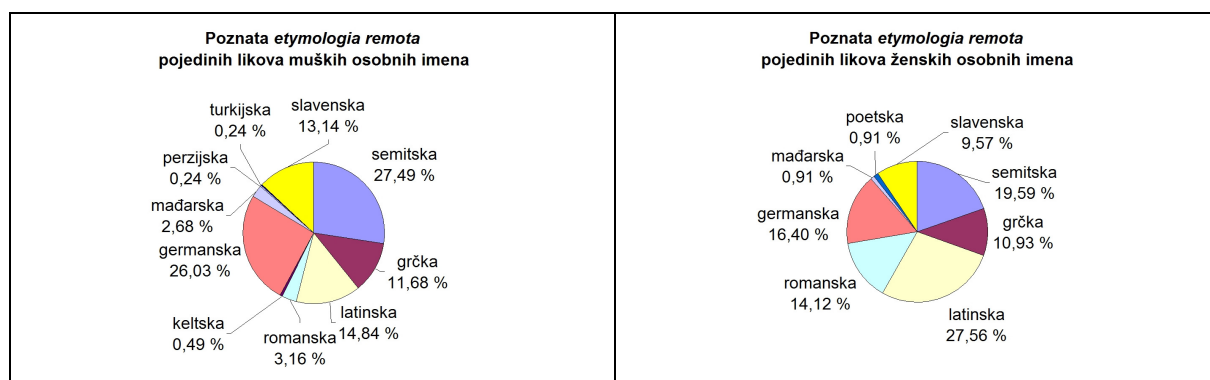 Poznata etymologia remota
pojedinih likova muških osobnih imena
turkijska
0,24 %
slavenska
13,14 %
perzijska
0,24 %
semitska
27,49 %
mađarska
2,68 %
germanska
26,03 %
grčka
11,68 %
keltska
0,49 %
romanska
3,16 %
latinska
14,84 %
Poznata etymologia remota
pojedinih likova ženskih osobnih imena
poetska
0,91 %
slavenska
9,57 %
mađarska
0,91 %
semitska
19,59 %
germanska
16,40 %
grčka
10,93 %
romanska
14,12 %
latinska
27,56 %